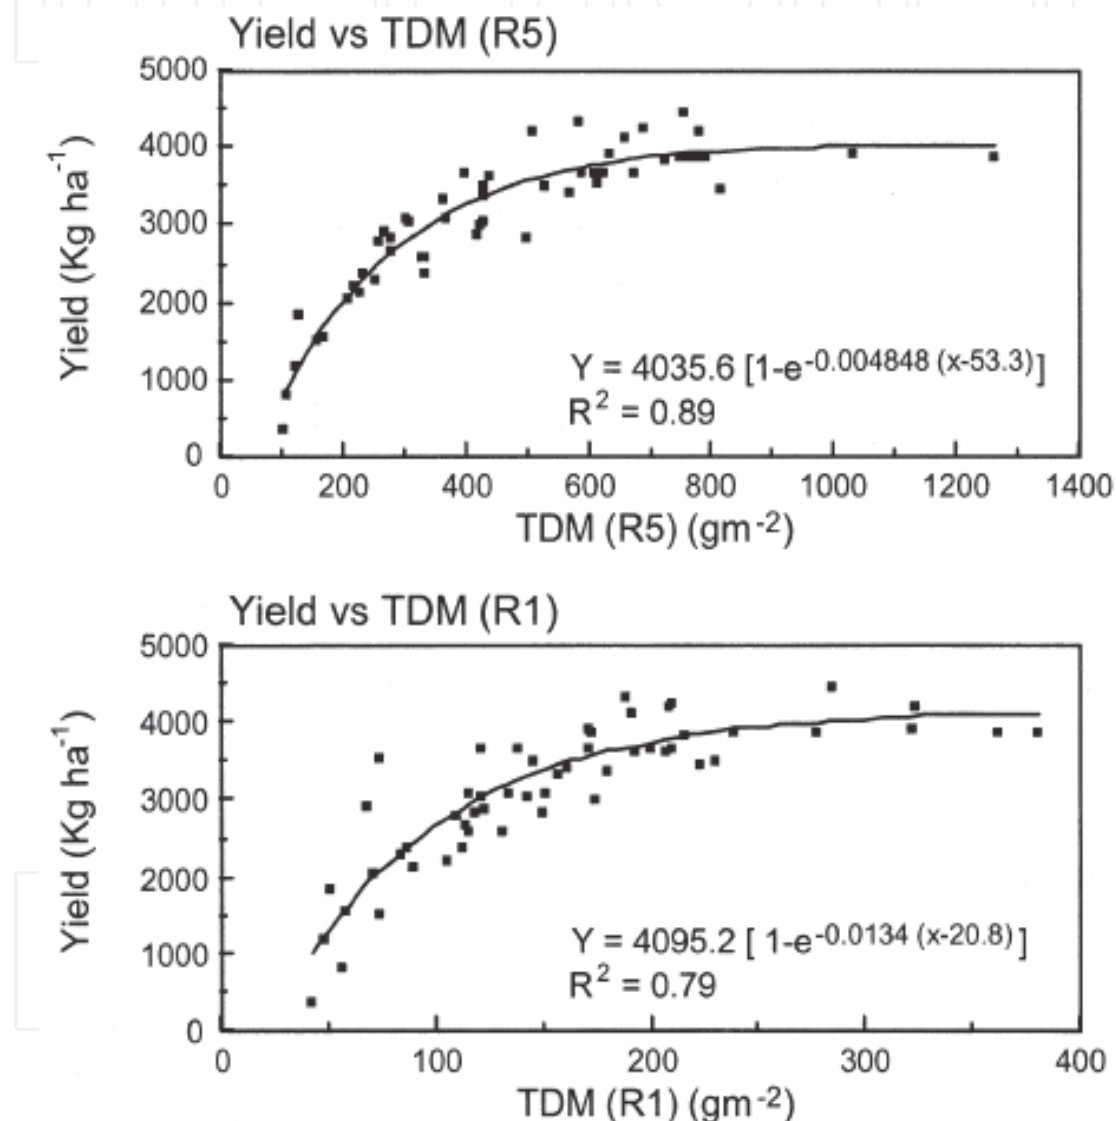 Yield vs TDM (R5)
5000
4000
3000
2000
1000
0
Yield (Kg ha⁻¹)
Y = 4035.6 [1-e^-0.004848 (x-53.3)]
R² = 0.89
0 200 400 600 800 1000 1200 1400
TDM (R5) (gm⁻²)
Yield vs TDM (R1)
5000
4000
3000
2000
1000
0
Yield (Kg ha⁻¹)
Y = 4095.2 [ 1-e^-0.0134 (x-20.8) ]
R² = 0.79
0 100 200 300 400
TDM (R1) (gm⁻²)